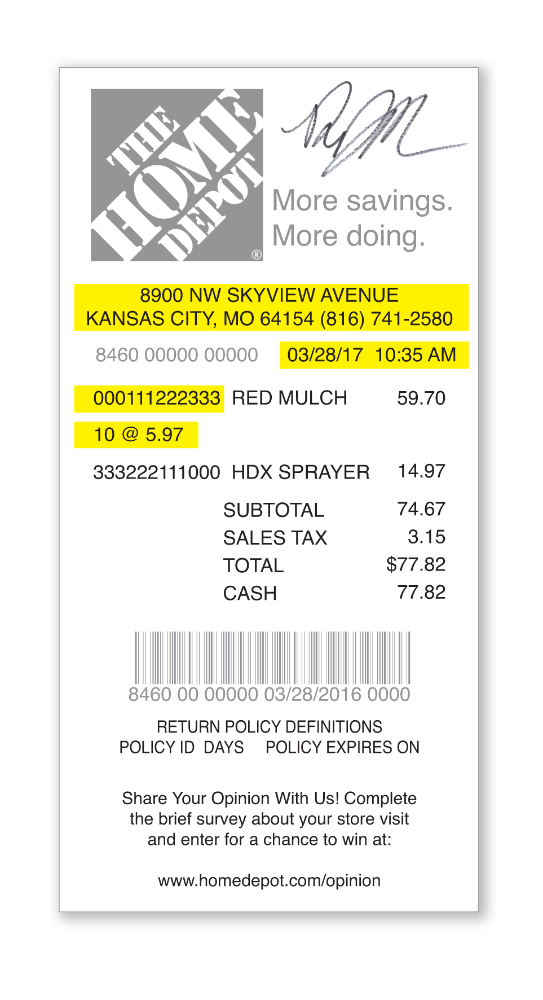 THE
HOME
DEPOT
®
More savings.
More doing.
8900 NW SKYVIEW AVENUE
KANSAS CITY, MO 64154 (816) 741-2580
8460 00000 00000 03/28/17 10:35 AM
000111222333 RED MULCH 59.70
10 @ 5.97
333222111000 HDX SPRAYER 14.97
SUBTOTAL 74.67
SALES TAX 3.15
TOTAL $77.82
CASH 77.82
8460 00 00000 03/28/2016 0000
RETURN POLICY DEFINITIONS
POLICY ID DAYS POLICY EXPIRES ON
Share Your Opinion With Us! Complete
the brief survey about your store visit
and enter for a chance to win at:
www.homedepot.com/opinion